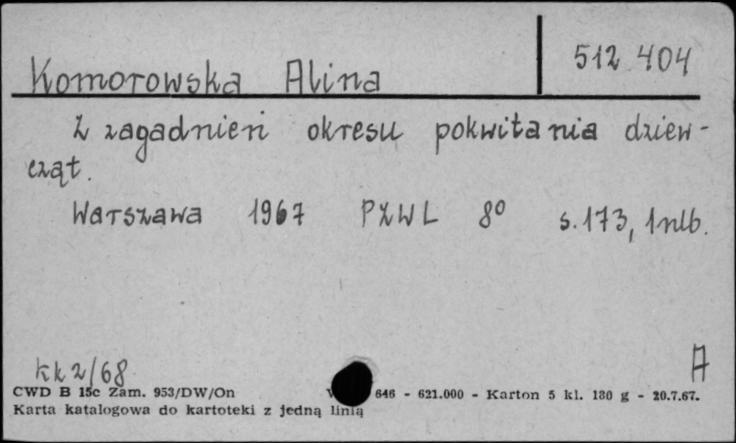 512 404
Komorowska Alina
Z zagadnień okresu pokwitania dziew-
cząt.
Warszawa 1967 PZWL 8º s. 173, 1 nlb.
kk 2/68
A
CWD B 15c Zam. 953/DW/On 646 - 621.000 - Karton 5 kl. 180 g - 20.7.67.
Karta katalogowa do kartoteki z jedną linią